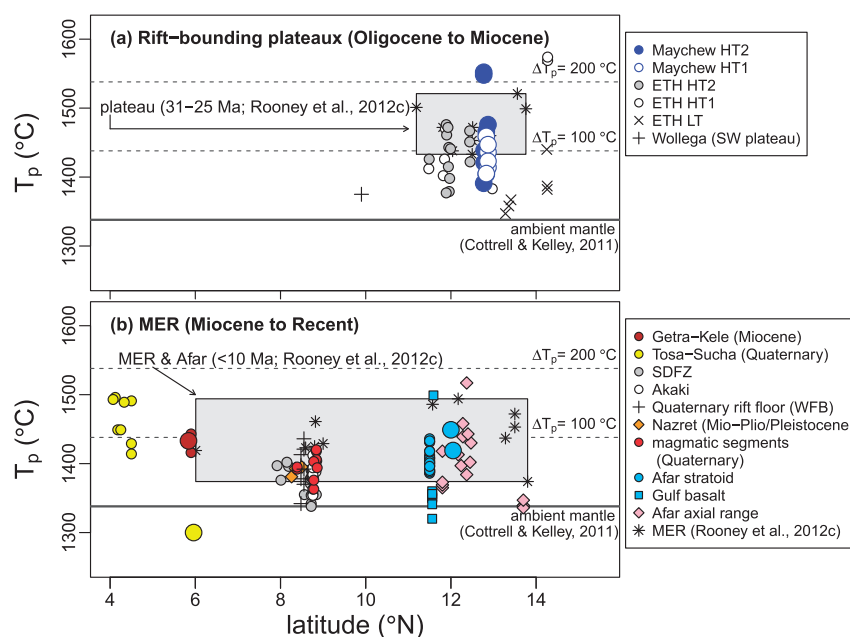 (a) Rift−bounding plateaux (Oligocene to Miocene)
1600
1500
1400
1300
Tp (°C)
ΔTp= 200 °C
plateau (31−25 Ma; Rooney et al., 2012c)
ΔTp= 100 °C
ambient mantle
(Cottrell & Kelley, 2011)
Maychew HT2
Maychew HT1
ETH HT2
ETH HT1
ETH LT
Wollega (SW plateau)
(b) MER (Miocene to Recent)
1600
1500
1400
1300
Tp (°C)
MER & Afar (<10 Ma; Rooney et al., 2012c)
ΔTp= 200 °C
ΔTp= 100 °C
ambient mantle
(Cottrell & Kelley, 2011)
4 6 8 10 12 14
latitude (°N)
Getra−Kele (Miocene)
Tosa−Sucha (Quaternary)
SDFZ
Akaki
Quaternary rift floor (WFB)
Nazret (Mio−Plio/Pleistocene
magmatic segments
(Quaternary)
Afar stratoid
Gulf basalt
Afar axial range
MER (Rooney et al., 2012c)